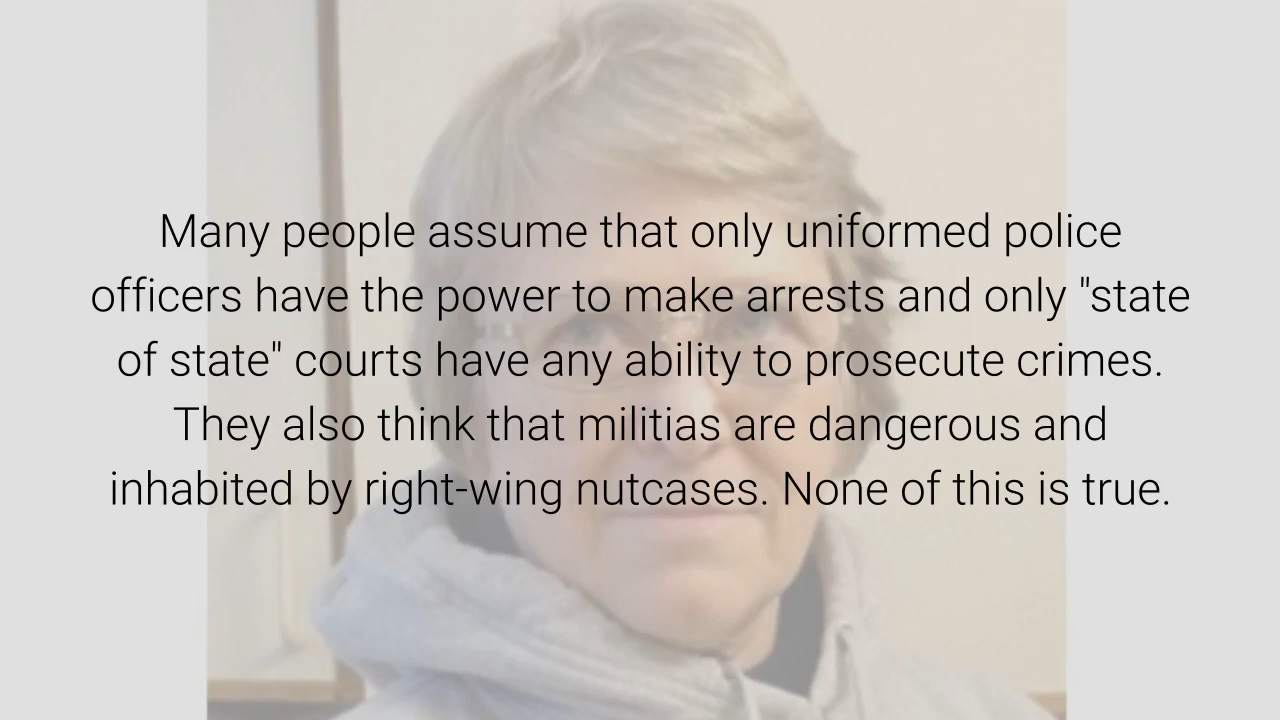 Many people assume that only uniformed police
officers have the power to make arrests and only "state
of state" courts have any ability to prosecute crimes.
They also think that militias are dangerous and
inhabited by right-wing nutcases. None of this is true.